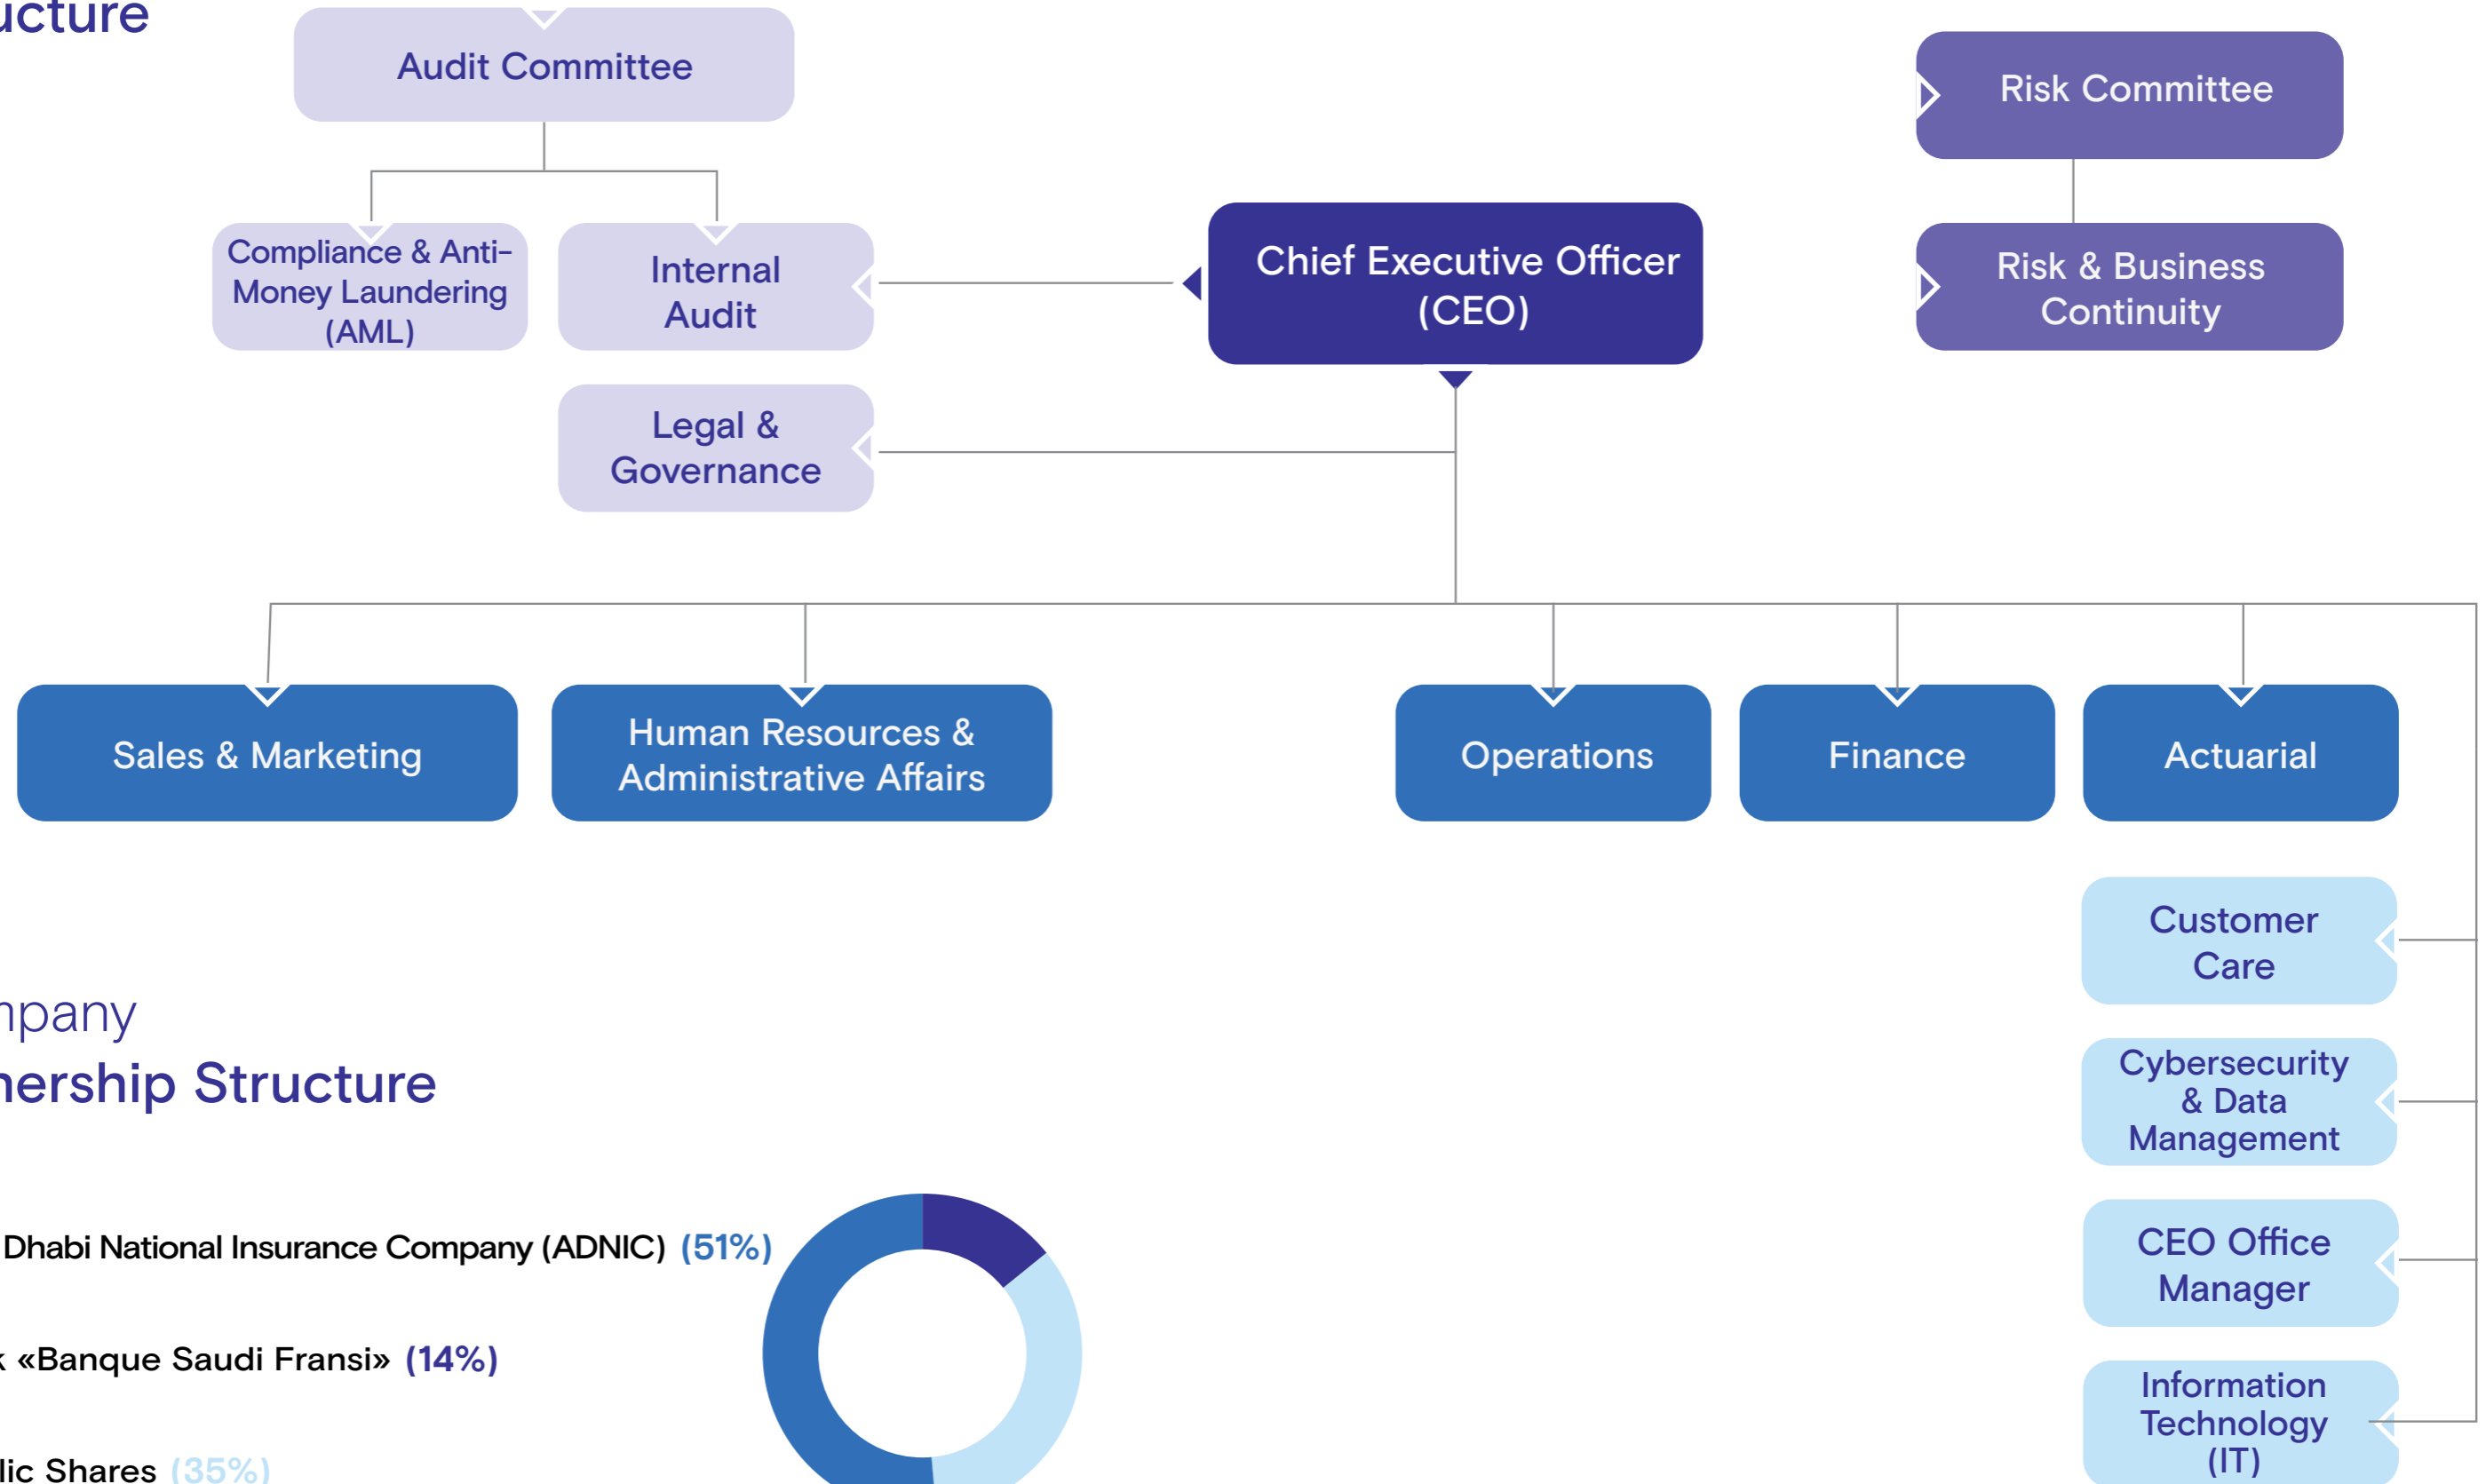 ucture
Audit Committee
Risk Committee
Compliance & Anti-
Money Laundering
(AML)
Internal
Audit
Chief Executive Officer
(CEO)
Risk & Business
Continuity
Legal &
Governance
Sales & Marketing
Human Resources &
Administrative Affairs
Operations
Finance
Actuarial
Customer
Care
Cybersecurity
& Data
Management
CEO Office
Manager
Information
Technology
(IT)
mpany
nership Structure
Dhabi National Insurance Company (ADNIC) (51%)
k «Banque Saudi Fransi» (14%)
lic Shares (35%)